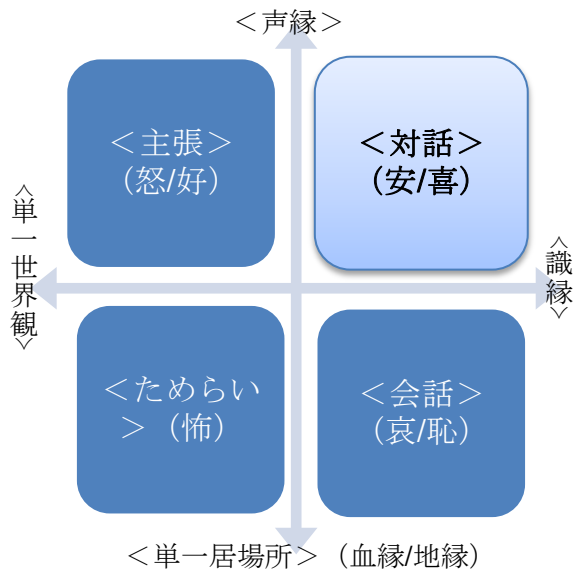 ＜声縁＞
＜主張＞
（怒/好）
＜対話＞
（安/喜）
＜単一世界観＞
＜識縁＞
＜ためらい
＞（怖）
＜会話＞
（哀/恥）
＜単一居場所＞（血縁/地縁）